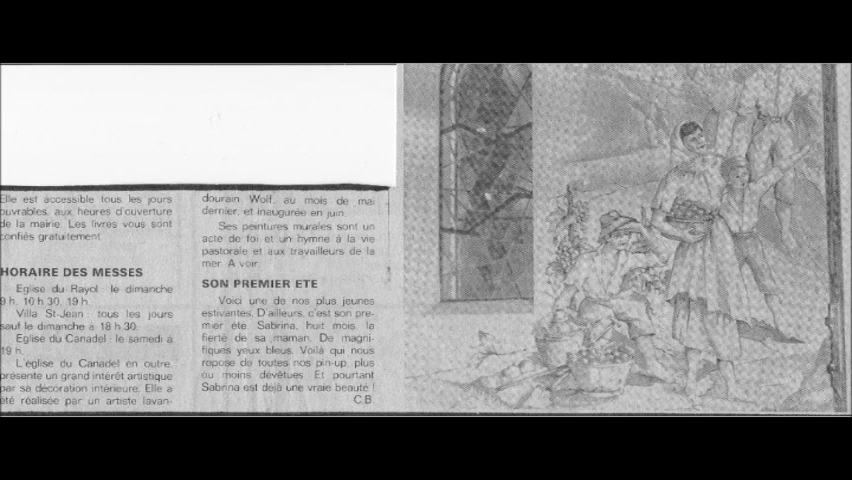 Elle est accessible tous les jours
ouvrables, aux heures d'ouverture
de la mairie. Les livres vous sont
confiés gratuitement.
HORAIRE DES MESSES
Eglise du Rayol : le dimanche
9 h, 10 h 30, 19 h.
Villa St-Jean : tous les jours
sauf le dimanche à 18 h 30.
Eglise du Canadel : le samedi à
19 h.
L'église du Canadel en outre,
présente un grand intérêt artistique
par sa décoration intérieure. Elle a
été réalisée par un artiste lavan-
dourain, Wolf, au mois de mai
dernier, et inaugurée en juin.
Ses peintures murales sont un
acte de foi et un hymne à la vie
pastorale et aux travailleurs de la
mer. A voir.
SON PREMIER ETE
Voici une de nos plus jeunes
estivantes. D'ailleurs, c'est son pre-
mier été. Sabrina, huit mois, la
fierté de sa maman. De magni-
fiques yeux bleus. Voilà qui nous
repose de toutes nos pin-up, plus
ou moins dévêtues. Et pourtant
Sabrina est déjà une vraie beauté !
C.B.